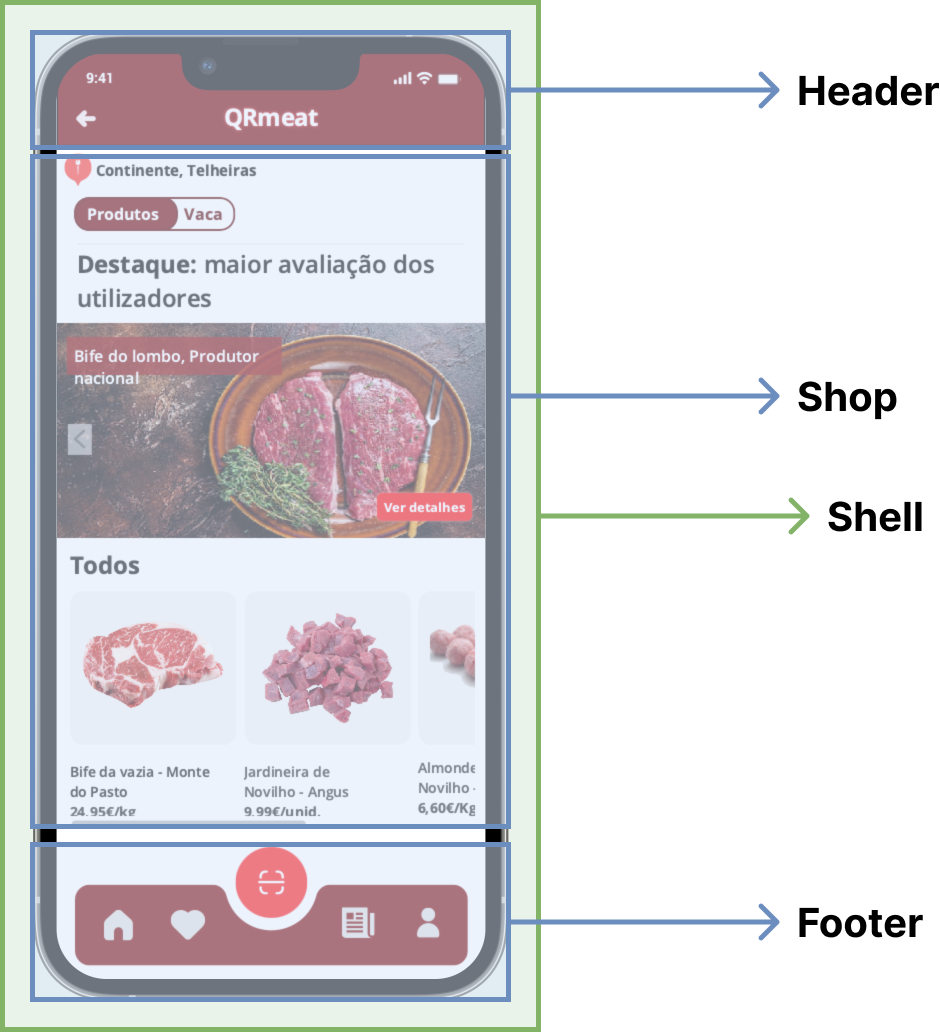 9:41
QRmeat
Header
Continente, Telheiras
Produtos
Vaca
Destaque: maior avaliação dos
utilizadores
Bife do lombo, Produtor
nacional
Shop
Ver detalhes
Shell
Todos
Bife da vazia - Monte
do Pasto
24,95€/kg
Jardineira de
Novilho - Angus
9,99€/unid.
Almonde
Novilho -
6,60€/Kg
Footer